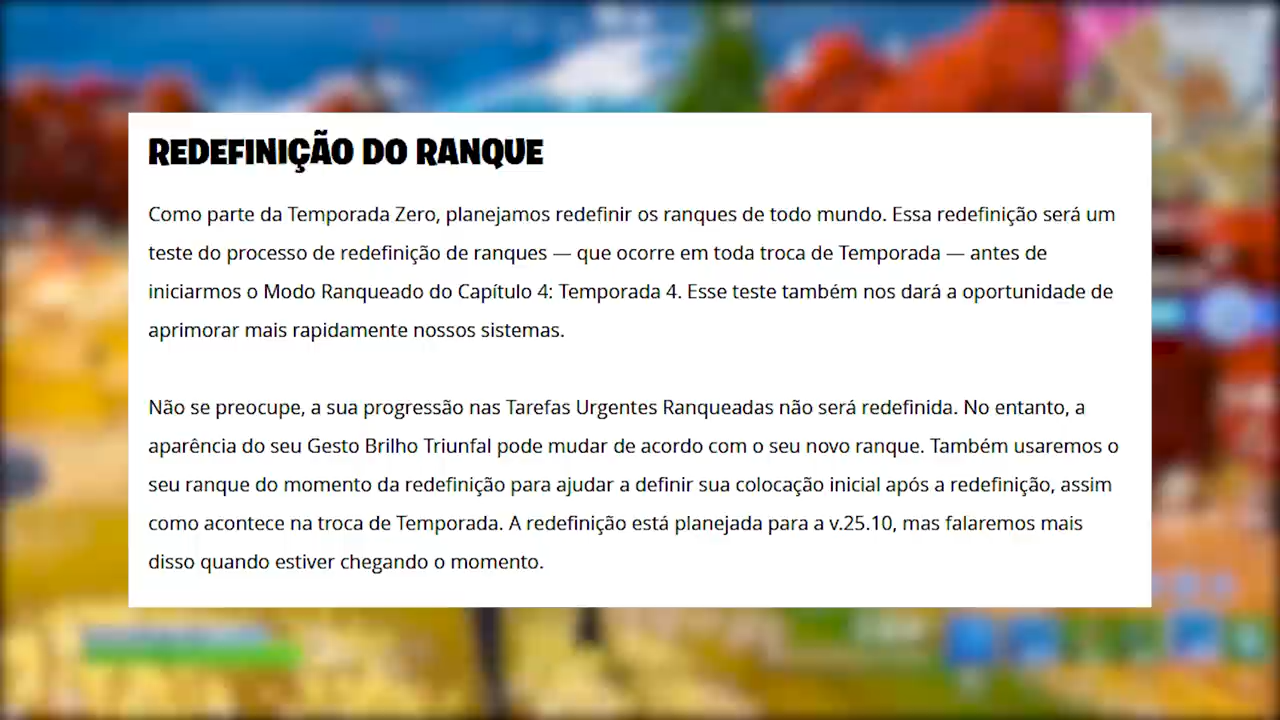 REDEFINIÇÃO DO RANQUE
Como parte da Temporada Zero, planejamos redefinir os ranques de todo mundo. Essa redefinição será um
teste do processo de redefinição de ranques — que ocorre em toda troca de Temporada — antes de
iniciarmos o Modo Ranqueado do Capítulo 4: Temporada 4. Esse teste também nos dará a oportunidade de
aprimorar mais rapidamente nossos sistemas.
Não se preocupe, a sua progressão nas Tarefas Urgentes Ranqueadas não será redefinida. No entanto, a
aparência do seu Gesto Brilho Triunfal pode mudar de acordo com o seu novo ranque. Também usaremos o
seu ranque do momento da redefinição para ajudar a definir sua colocação inicial após a redefinição, assim
como acontece na troca de Temporada. A redefinição está planejada para a v.25.10, mas falaremos mais
disso quando estiver chegando o momento.